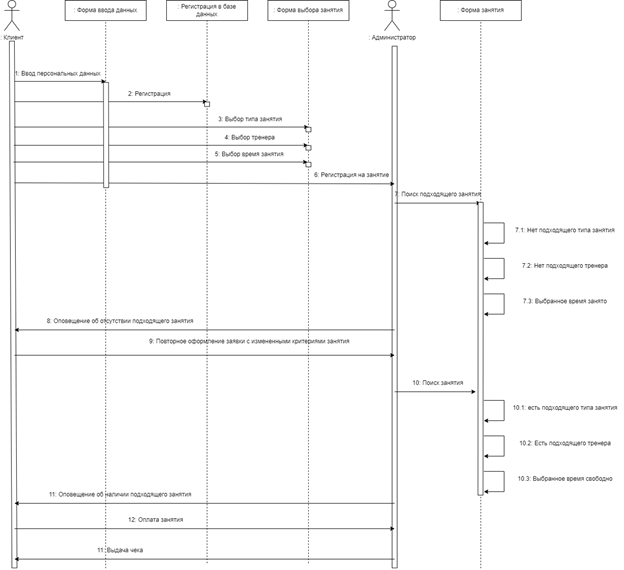 : Форма ввода данных
: Регистрация в базе
данных
: Форма выбора занятия
: Форма занятия
: Клиент
: Администратор
1: Ввод персональных данных
2: Регистрация
3: Выбор типа занятия
4: Выбор тренера
5: Выбор время занятия
6: Регистрация на занятие
7: Поиск подходящего занятия
7.1: Нет подходящего типа занятия
7.2: Нет подходящего тренера
7.3: Выбранное время занято
8: Оповещение об отсутствии подходящего занятия
9: Повторное оформление заявки с измененными критериями занятия
10: Поиск занятия
10.1: есть подходящего типа занятия
10.2: Есть подходящего тренера
10.3: Выбранное время свободно
11: Оповещение об наличии подходящего занятия
12: Оплата занятия
11: Выдача чека